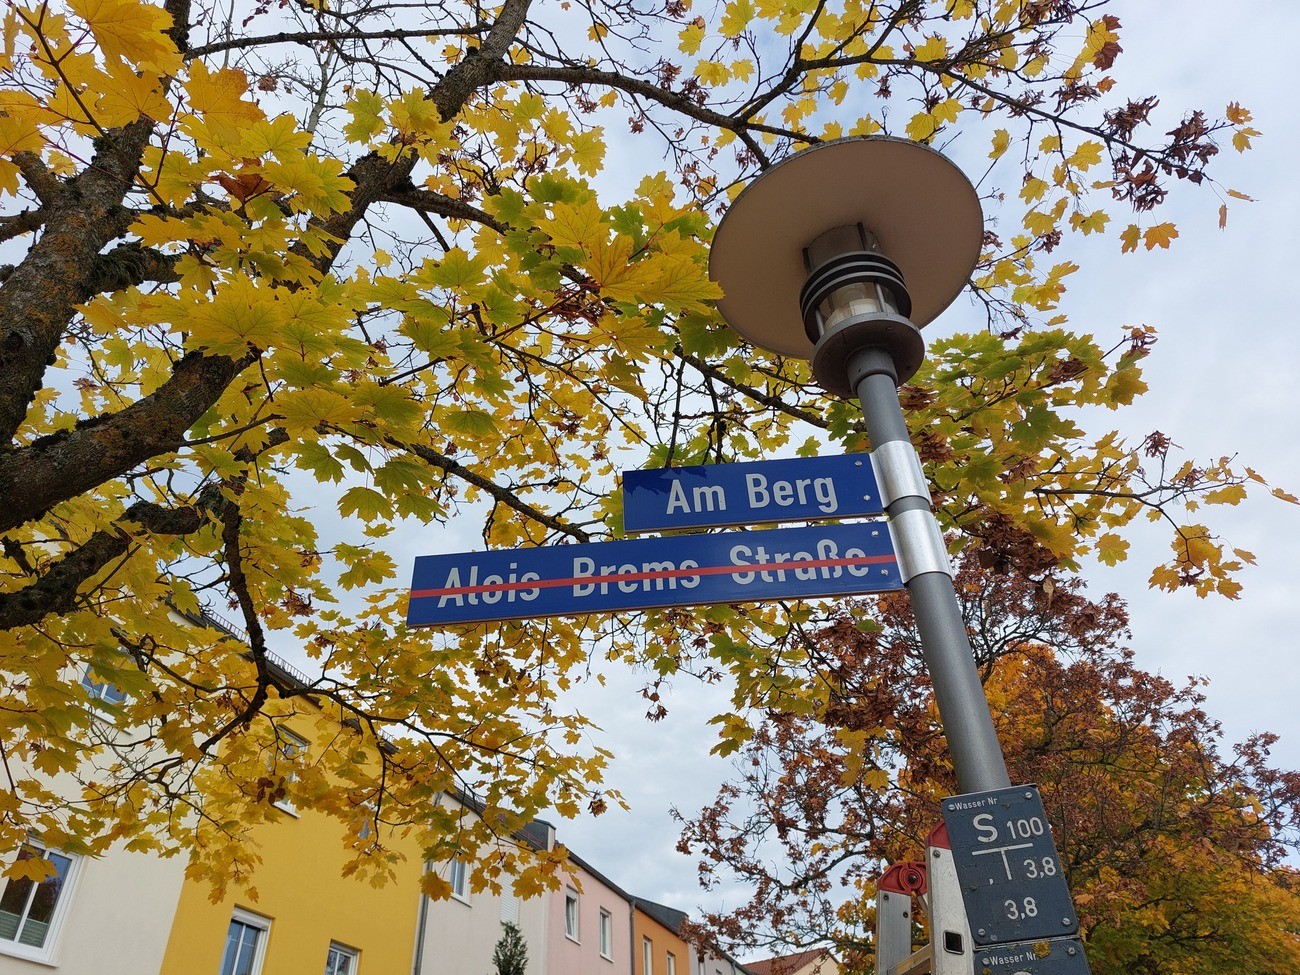 Am Berg
Alois Brems Straße
Wasser Nr
S 100
T 3,8
3,8
Wasser Nr.